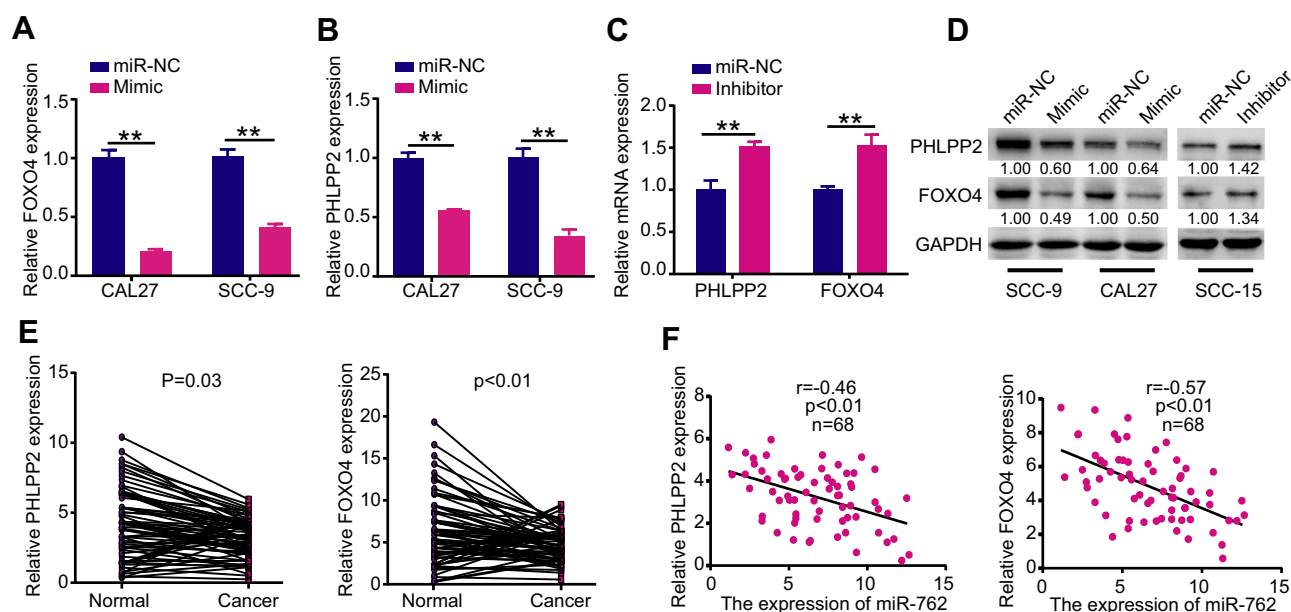 A
Relative FOXO4 expression
miR-NC
Mimic
1.5
1.0
0.5
0.0
**
**
CAL27
SCC-9
B
Relative PHLPP2 expression
miR-NC
Mimic
1.5
1.0
0.5
0.0
**
**
CAL27
SCC-9
C
Relative mRNA expression
miR-NC
Inhibitor
2.0
1.5
1.0
0.5
0.0
**
**
PHLPP2
FOXO4
D
miR-NC
Mimic
miR-NC
Mimic
miR-NC
Inhibitor
PHLPP2
1.00 0.60 1.00 0.64 1.00 1.42
FOXO4
1.00 0.49 1.00 0.50 1.00 1.34
GAPDH
SCC-9
CAL27
SCC-15
E
Relative PHLPP2 expression
15
10
5
0
P=0.03
Normal
Cancer
Relative FOXO4 expression
25
20
15
10
5
0
p<0.01
Normal
Cancer
F
Relative PHLPP2 expression
8
6
4
2
0
r=-0.46
p<0.01
n=68
0
5
10
15
The expression of miR-762
Relative FOXO4 expression
10
8
6
4
2
0
r=-0.57
p<0.01
n=68
0
5
10
15
The expression of miR-762